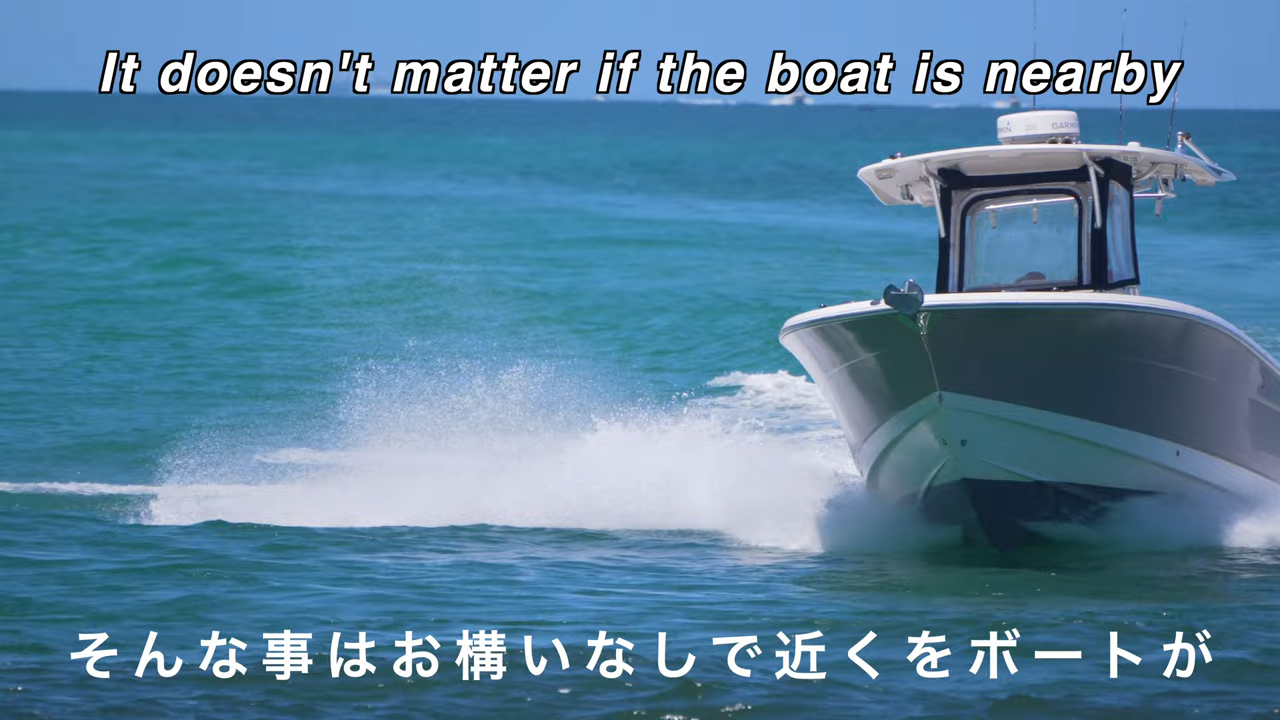 It doesn't matter if the boat is nearby
GARMIN
そんな事はお構いなしで近くをボートが